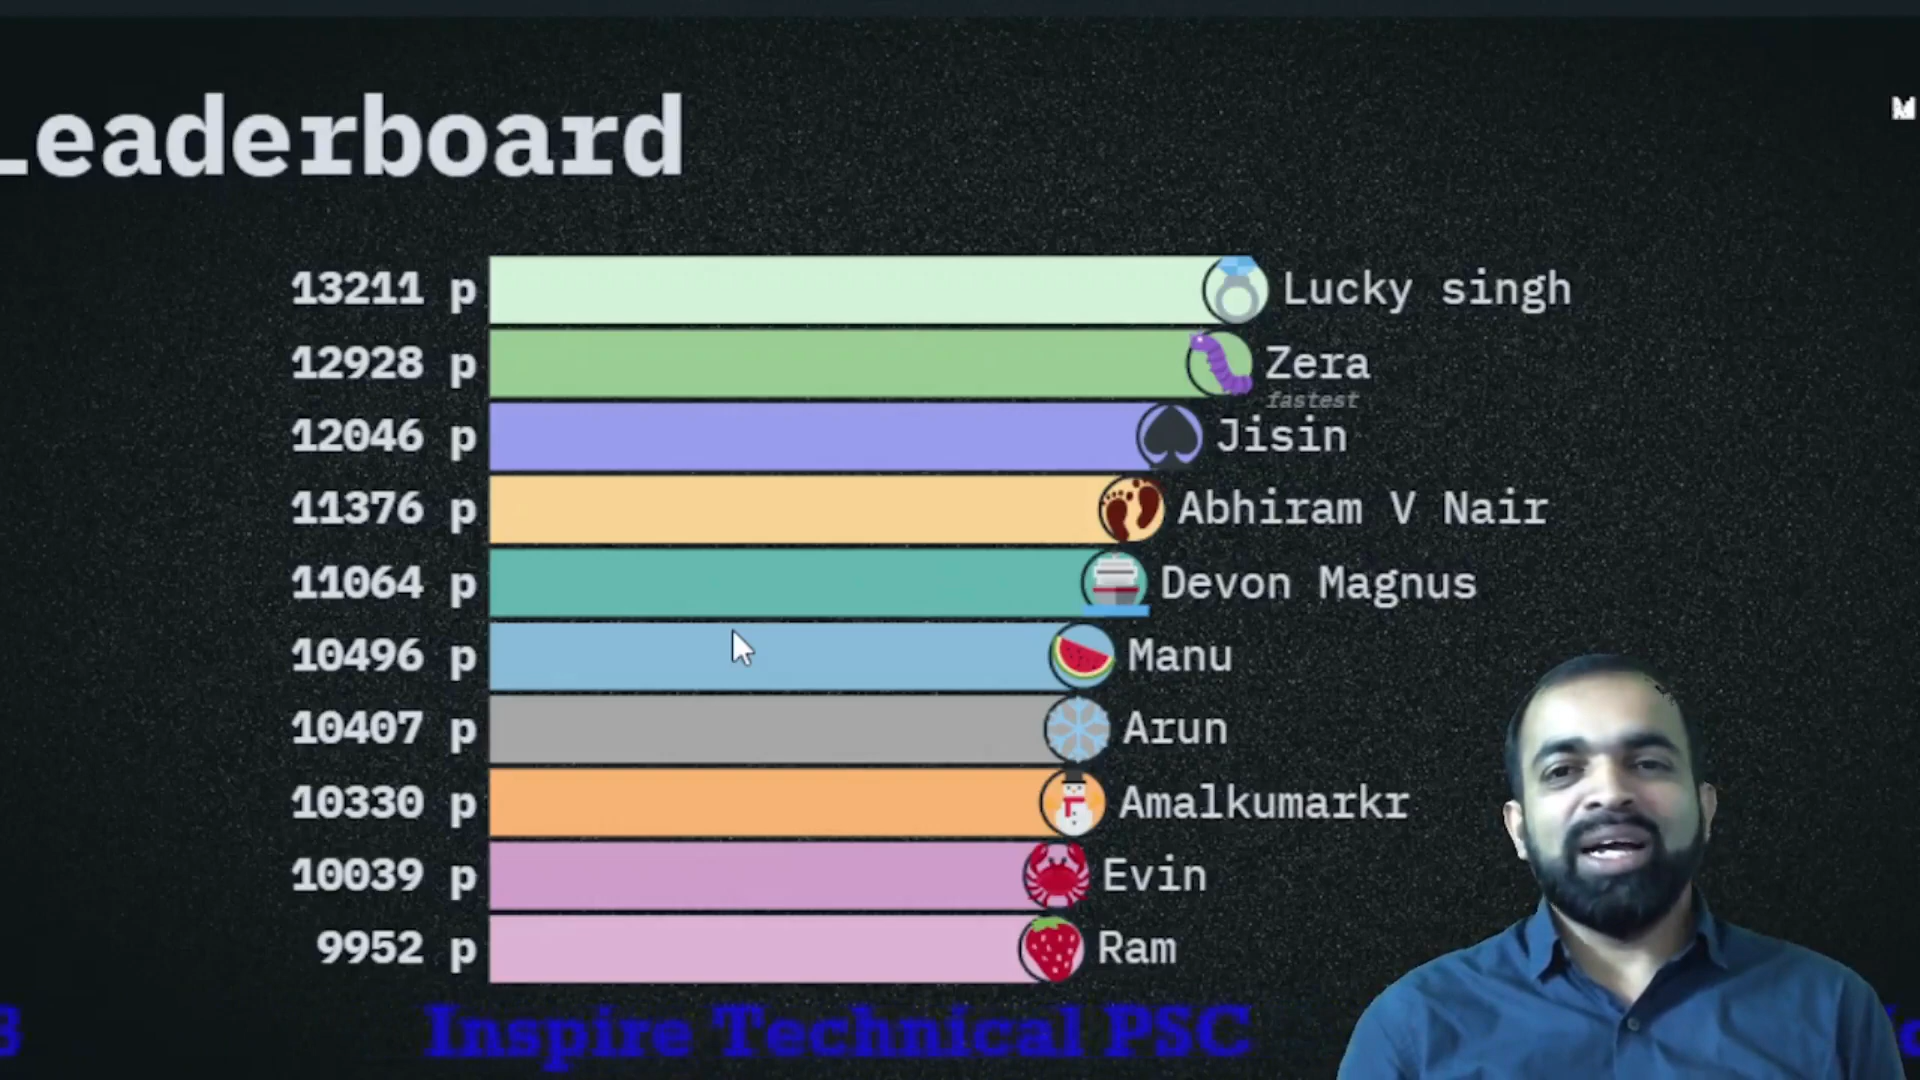 Leaderboard
13211 p Lucky singh
12928 p Zera
fastest
12046 p Jisin
11376 p Abhiram V Nair
11064 p Devon Magnus
10496 p Manu
10407 p Arun
10330 p Amalkumarkr
10039 p Evin
9952 p Ram
Inspire Technical PSC